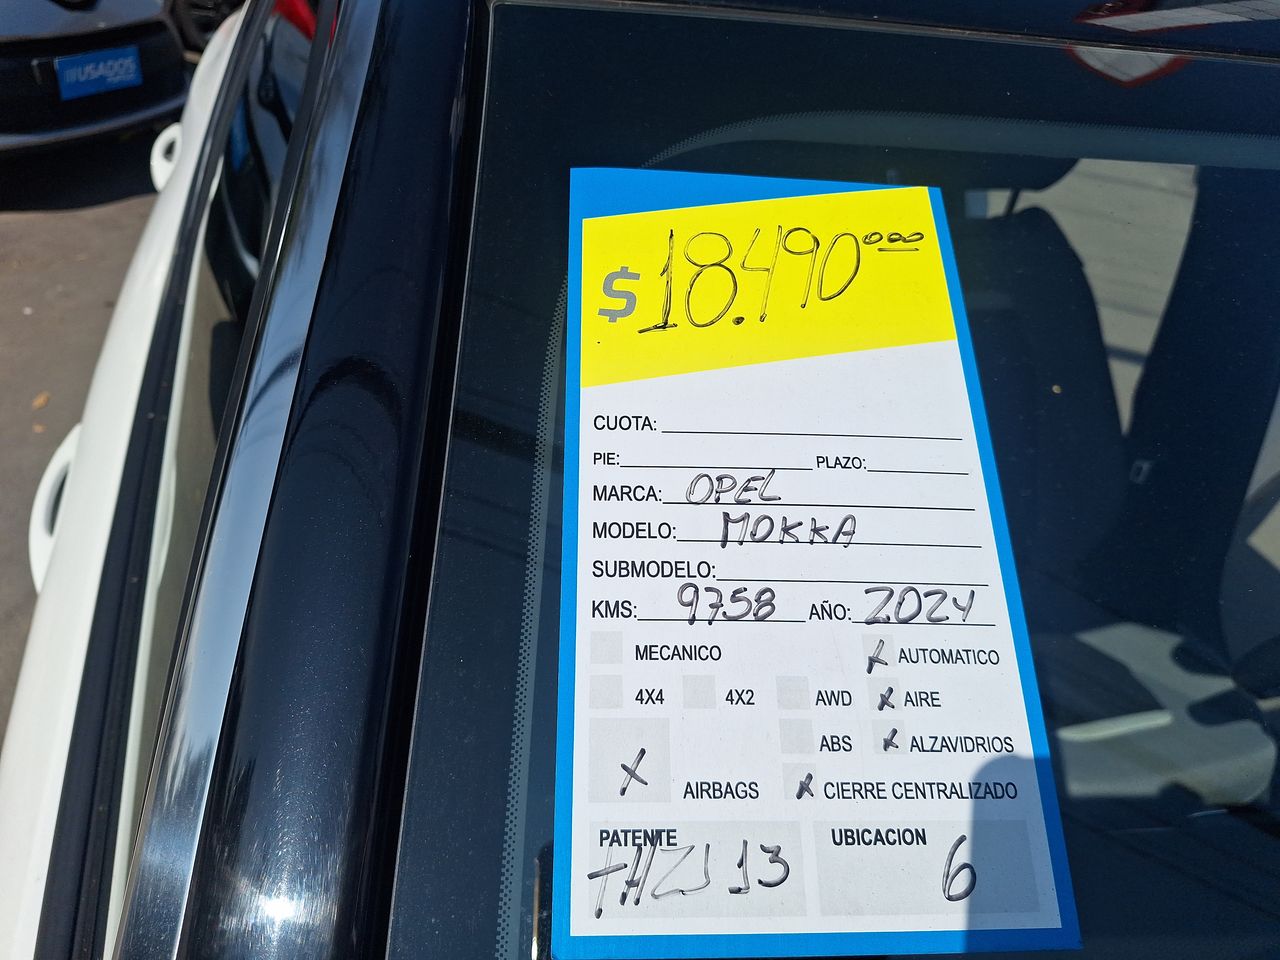 USADOS
$18.490.000
CUOTA:
PIE: PLAZO:
MARCA: OPEL
MODELO: MOKKA
SUBMODELO:
KMS: 9758 AÑO: 2024
MECANICO X AUTOMATICO
4X4 4X2 AWD X AIRE
ABS X ALZAVIDRIOS
X AIRBAGS X CIERRE CENTRALIZADO
PATENTE UBICACION
THZJ13 6